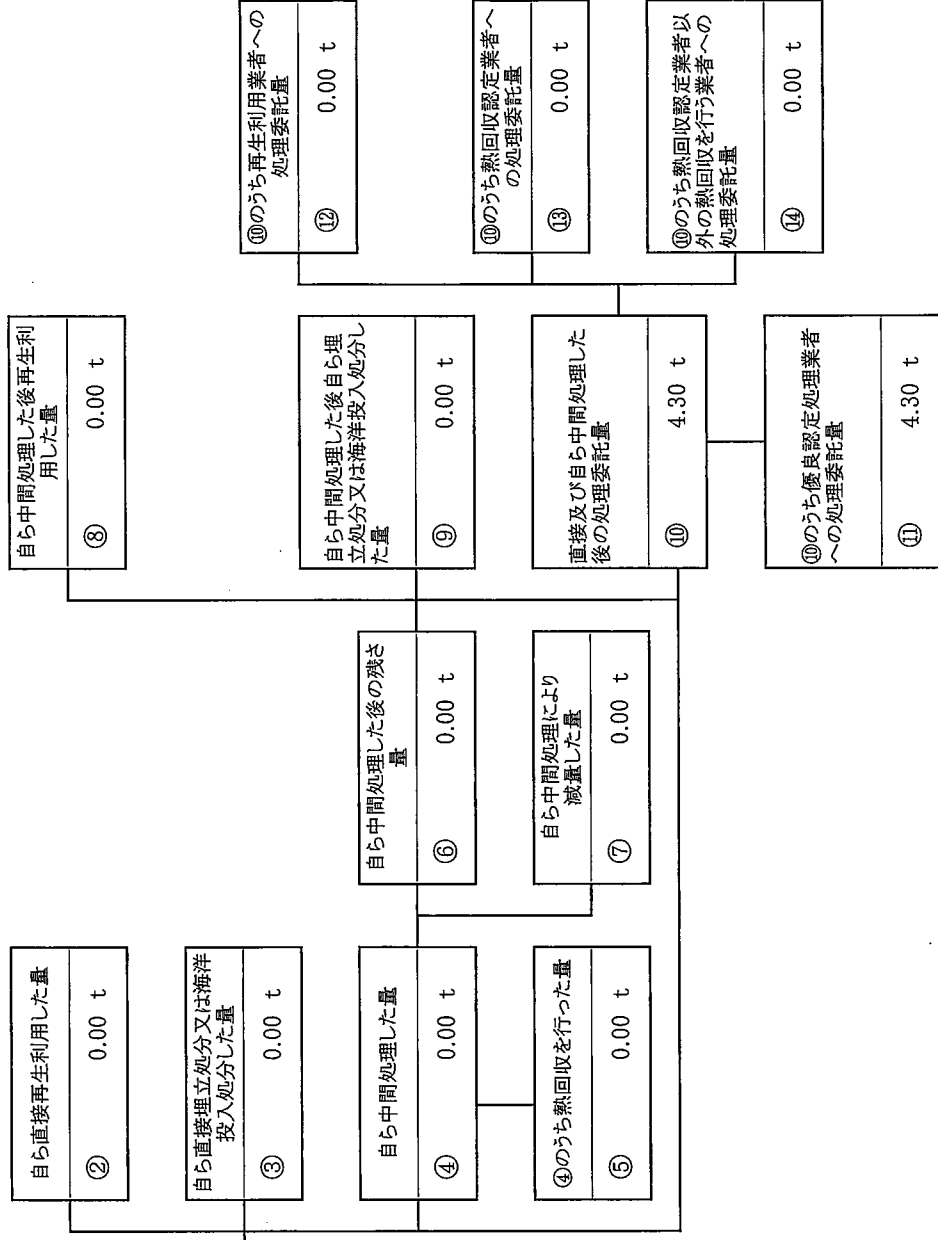 自ら直接再生利用した量
② 0.00 t
自ら直接埋立処分又は海洋
投入処分した量
③ 0.00 t
自ら中間処理した量
④ 0.00 t
④のうち熱回収を行った量
⑤ 0.00 t
自ら中間処理した後の残さ
量
⑥ 0.00 t
自ら中間処理により
減量した量
⑦ 0.00 t
自ら中間処理した後再生利
用した量
⑧ 0.00 t
自ら中間処理した後自ら埋
立処分又は海洋投入処分し
た量
⑨ 0.00 t
直接及び自ら中間処理した
後の処理委託量
⑩ 4.30 t
⑩のうち優良認定処理業者
への処理委託量
⑪ 4.30 t
⑩のうち再生利用業者への
処理委託量
⑫ 0.00 t
⑩のうち熱回収認定業者へ
の処理委託量
⑬ 0.00 t
⑩のうち熱回収認定業者以
外の熱回収を行う業者への
処理委託量
⑭ 0.00 t